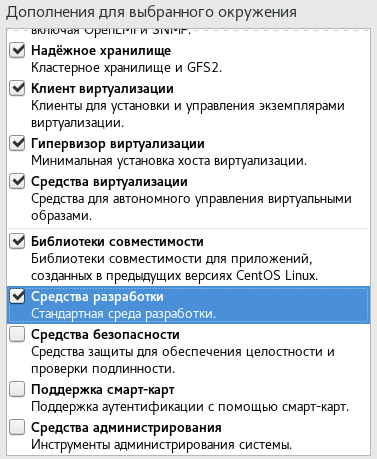 Дополнения для выбранного окружения
включая OpenLMI и SNMP.
Надёжное хранилище
Кластерное хранилище и GFS2.
Клиент виртуализации
Клиенты для установки и управления экземплярами
виртуализации.
Гипервизор виртуализации
Минимальная установка хоста виртуализации.
Средства виртуализации
Средства для автономного управления виртуальными
образами.
Библиотеки совместимости
Библиотеки совместимости для приложений,
созданных в предыдущих версиях CentOS Linux.
Средства разработки
Стандартная среда разработки.
Средства безопасности
Средства защиты для обеспечения целостности и
проверки подлинности.
Поддержка смарт-карт
Поддержка аутентификации с помощью смарт-карт.
Средства администрирования
Инструменты администрирования системы.